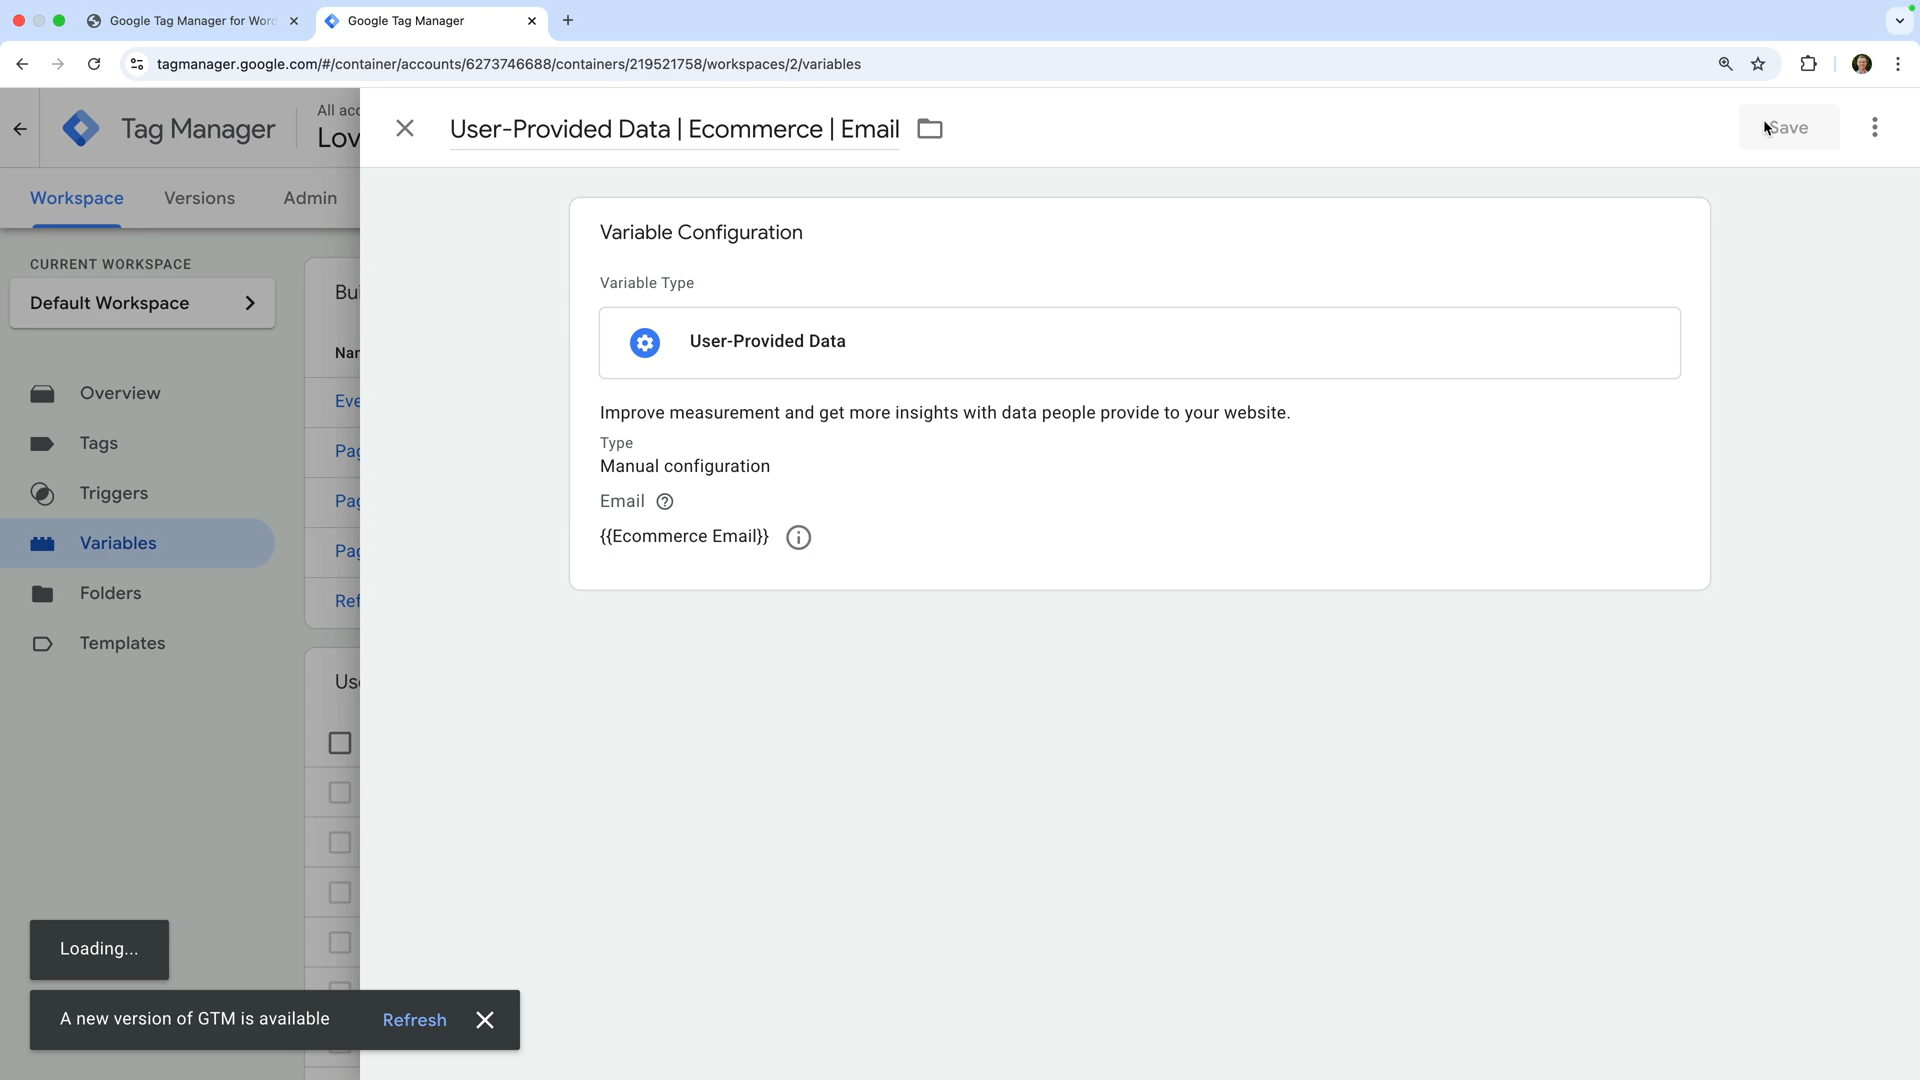 Google Tag Manager for Word
Google Tag Manager
tagmanager.google.com/#/container/accounts/6273746688/containers/219521758/workspaces/2/variables
Tag Manager
All acc
Lov
User-Provided Data | Ecommerce | Email
Save
Workspace
Versions
Admin
CURRENT WORKSPACE
Default Workspace
Overview
Tags
Triggers
Variables
Folders
Templates
Bui
Nar
Eve
Pag
Pag
Pag
Ref
Use
Variable Configuration
Variable Type
User-Provided Data
Improve measurement and get more insights with data people provide to your website.
Type
Manual configuration
Email
{{Ecommerce Email}}
Loading...
A new version of GTM is available
Refresh